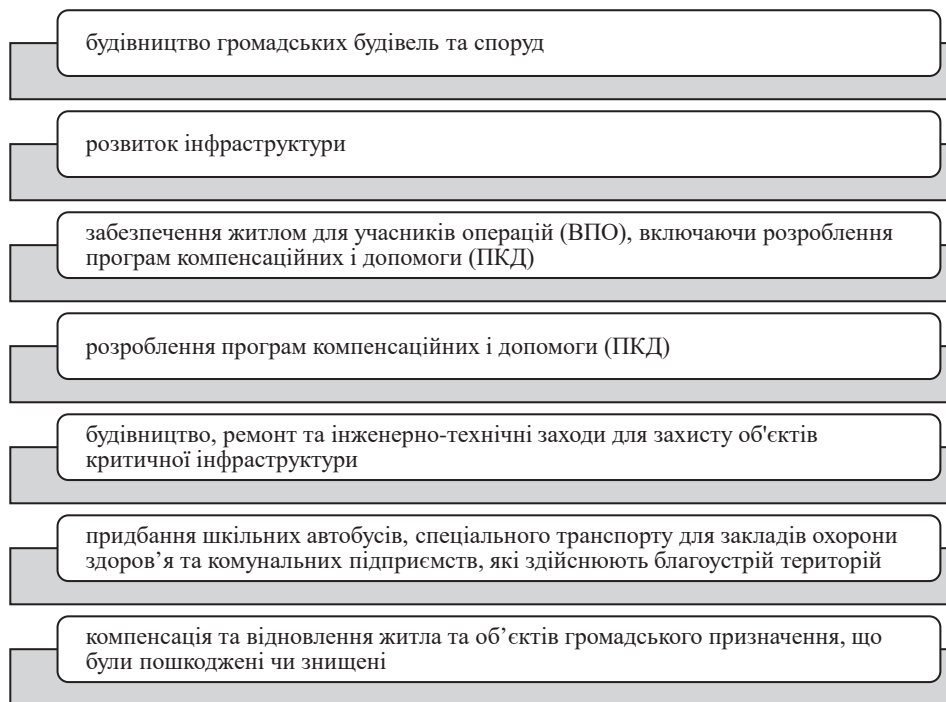 будівництво громадських будівель та споруд
розвиток інфраструктури
забезпечення житлом для учасників операцій (ВПО), включаючи розроблення
програм компенсаційних і допомоги (ПКД)
розроблення програм компенсаційних і допомоги (ПКД)
будівництво, ремонт та інженерно-технічні заходи для захисту об'єктів
критичної інфраструктури
придбання шкільних автобусів, спеціального транспорту для закладів охорони
здоров’я та комунальних підприємств, які здійснюють благоустрій територій
компенсація та відновлення житла та об’єктів громадського призначення, що
були пошкоджені чи знищені